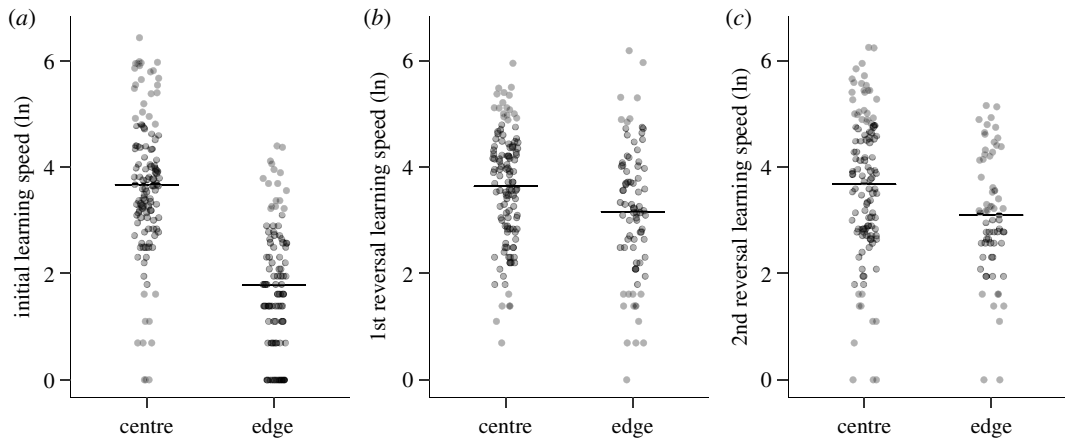 (a)
initial learning speed (ln)
6
4
2
0
centre
edge
(b)
1st reversal learning speed (ln)
6
4
2
0
centre
edge
(c)
2nd reversal learning speed (ln)
6
4
2
0
centre
edge